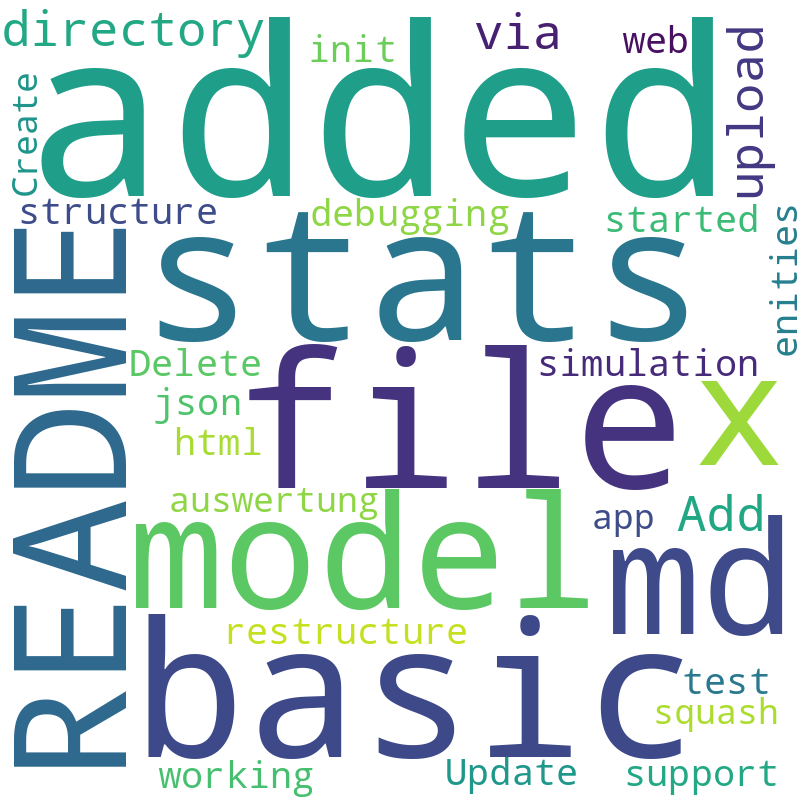 directory
init
via
web
added
Create
upload
structure
debugging
started
stats
enities
README
file
Delete
simulation
json
x
html
auswertung
model
app
Add
md
restructure
basic
test
squash
working
Update
support